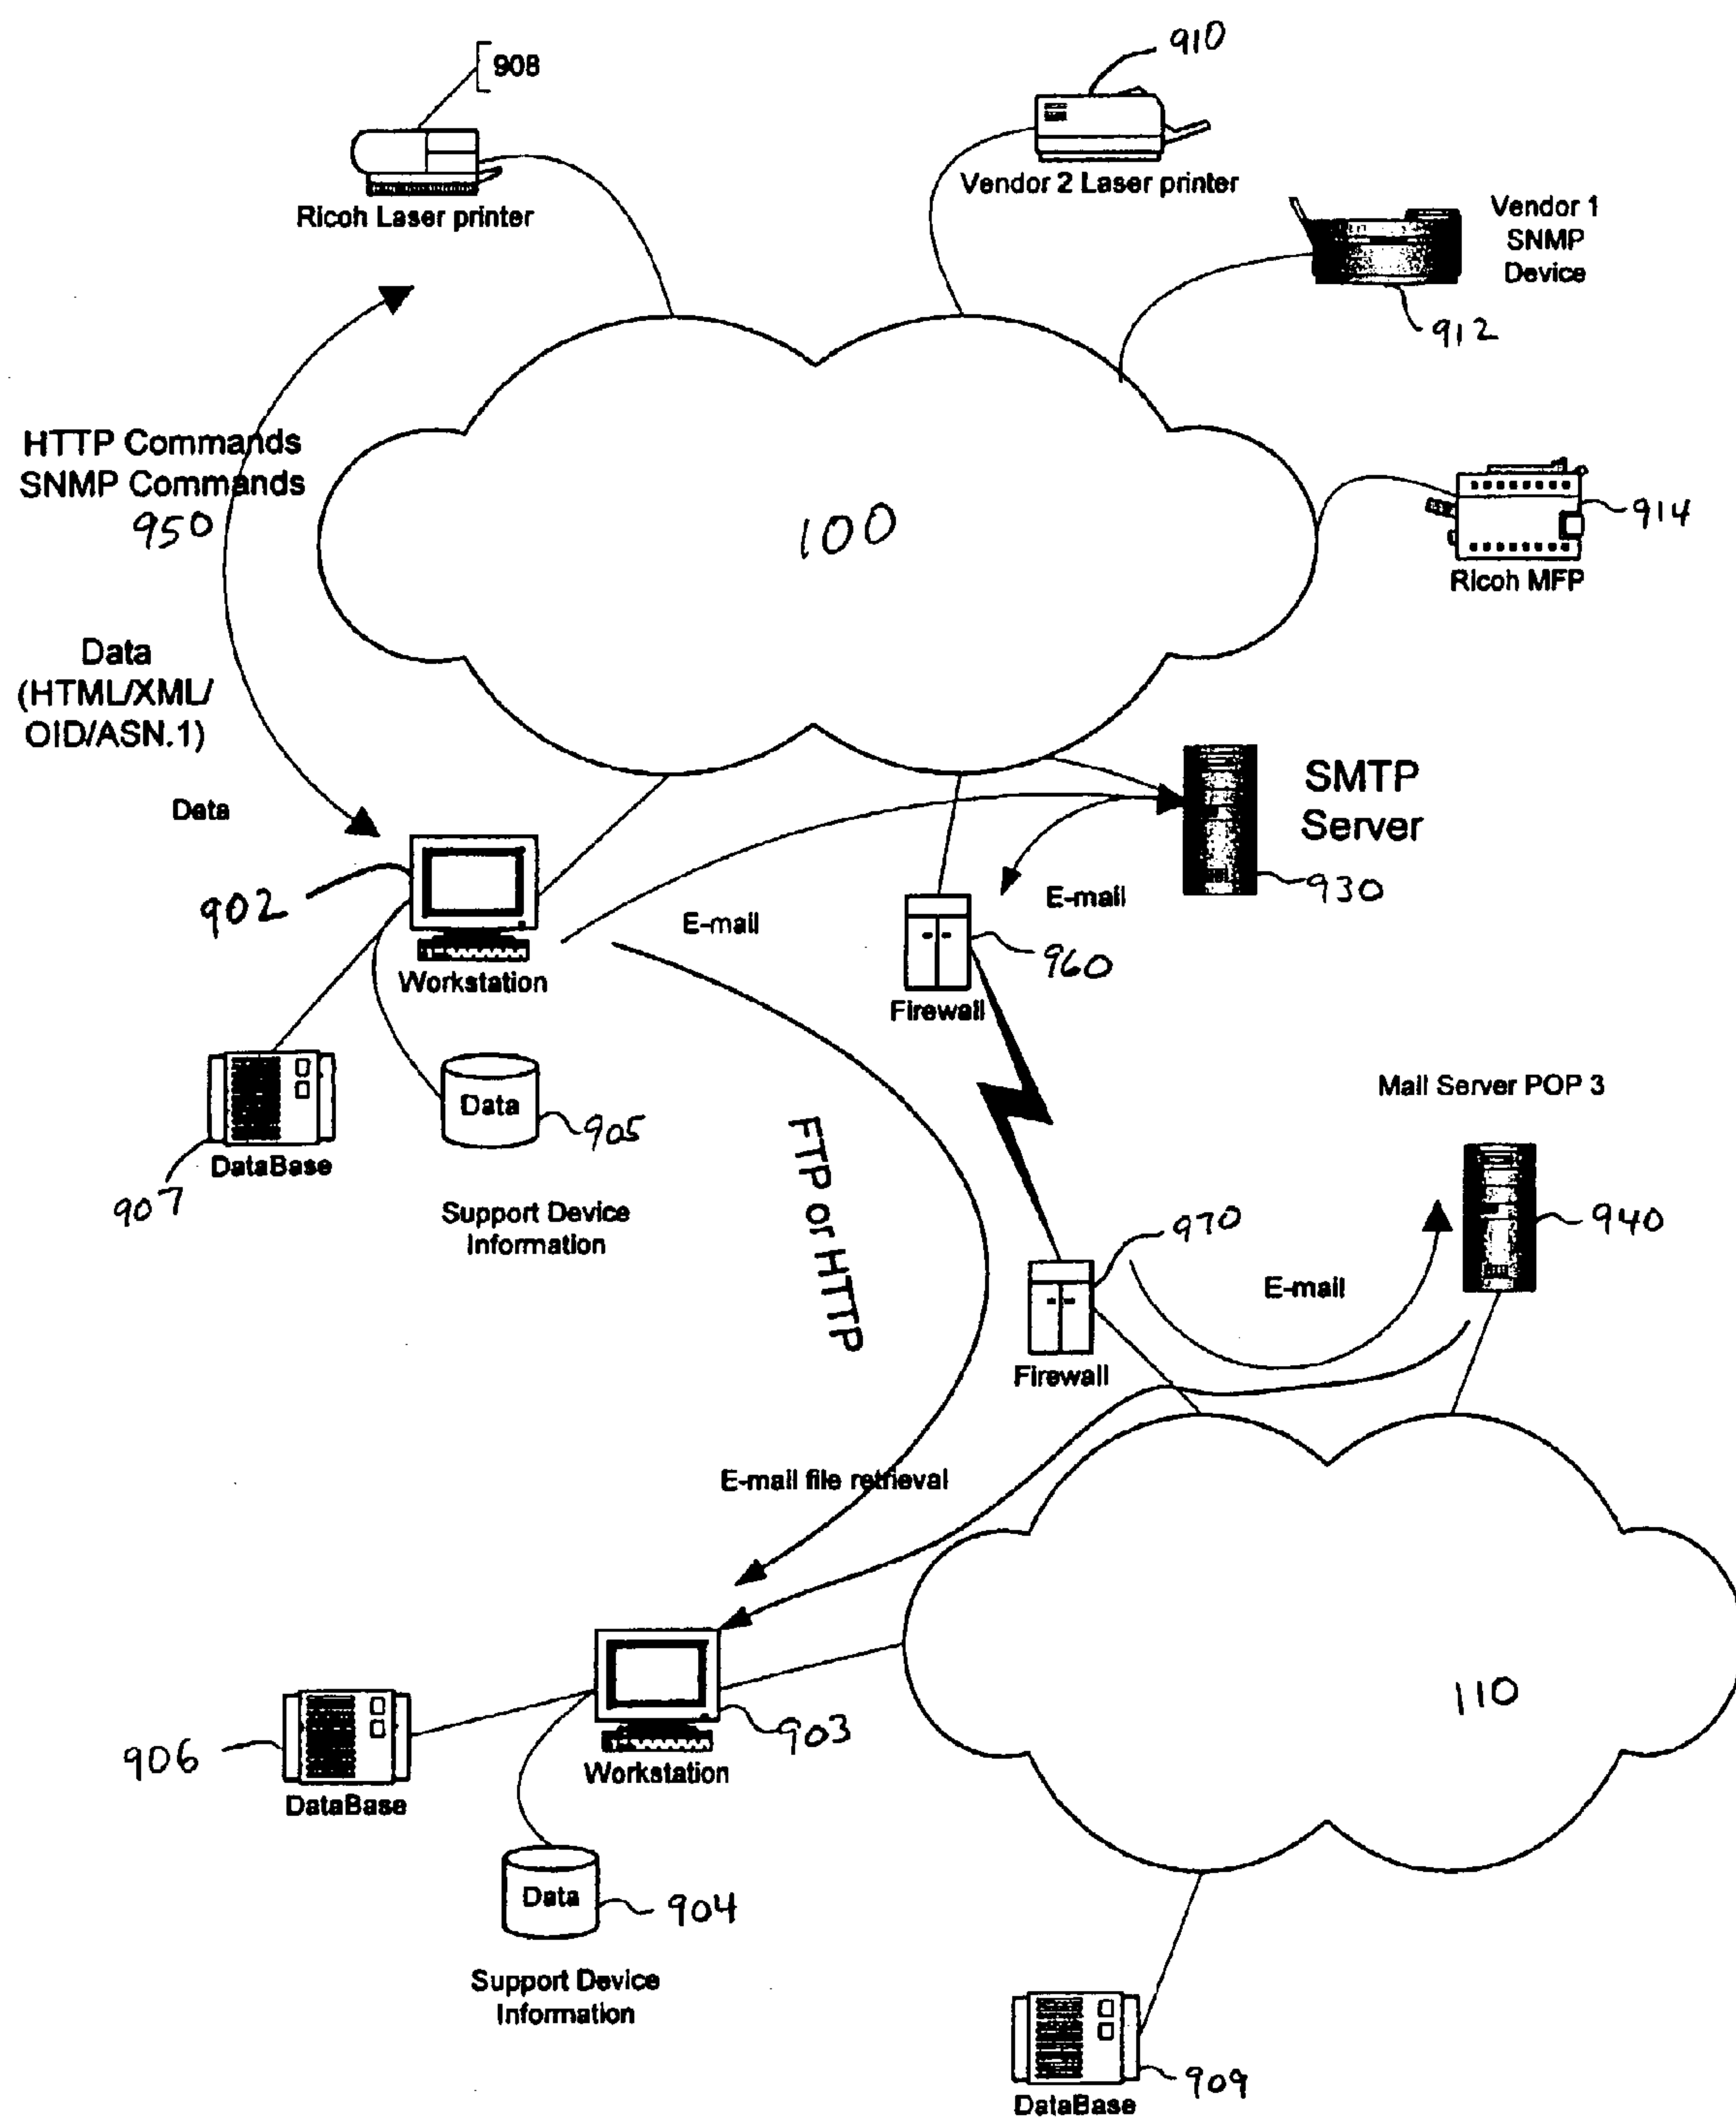 908
910
Ricoh Laser printer
Vendor 2 Laser printer
Vendor 1
SNMP
Device
912
HTTP Commands
SNMP Commands
950
100
914
Ricoh MFP
Data
(HTML/XML/
OID/ASN.1)
Data
SMTP
Server
930
902
E-mail
E-mail
960
Workstation
Firewall
Data
905
DataBase
907
Support Device
Information
FTP or HTTP
Mail Server POP 3
970
940
E-mail
Firewall
E-mail file retrieval
110
903
906
Workstation
DataBase
Data
904
Support Device
Information
909
DataBase